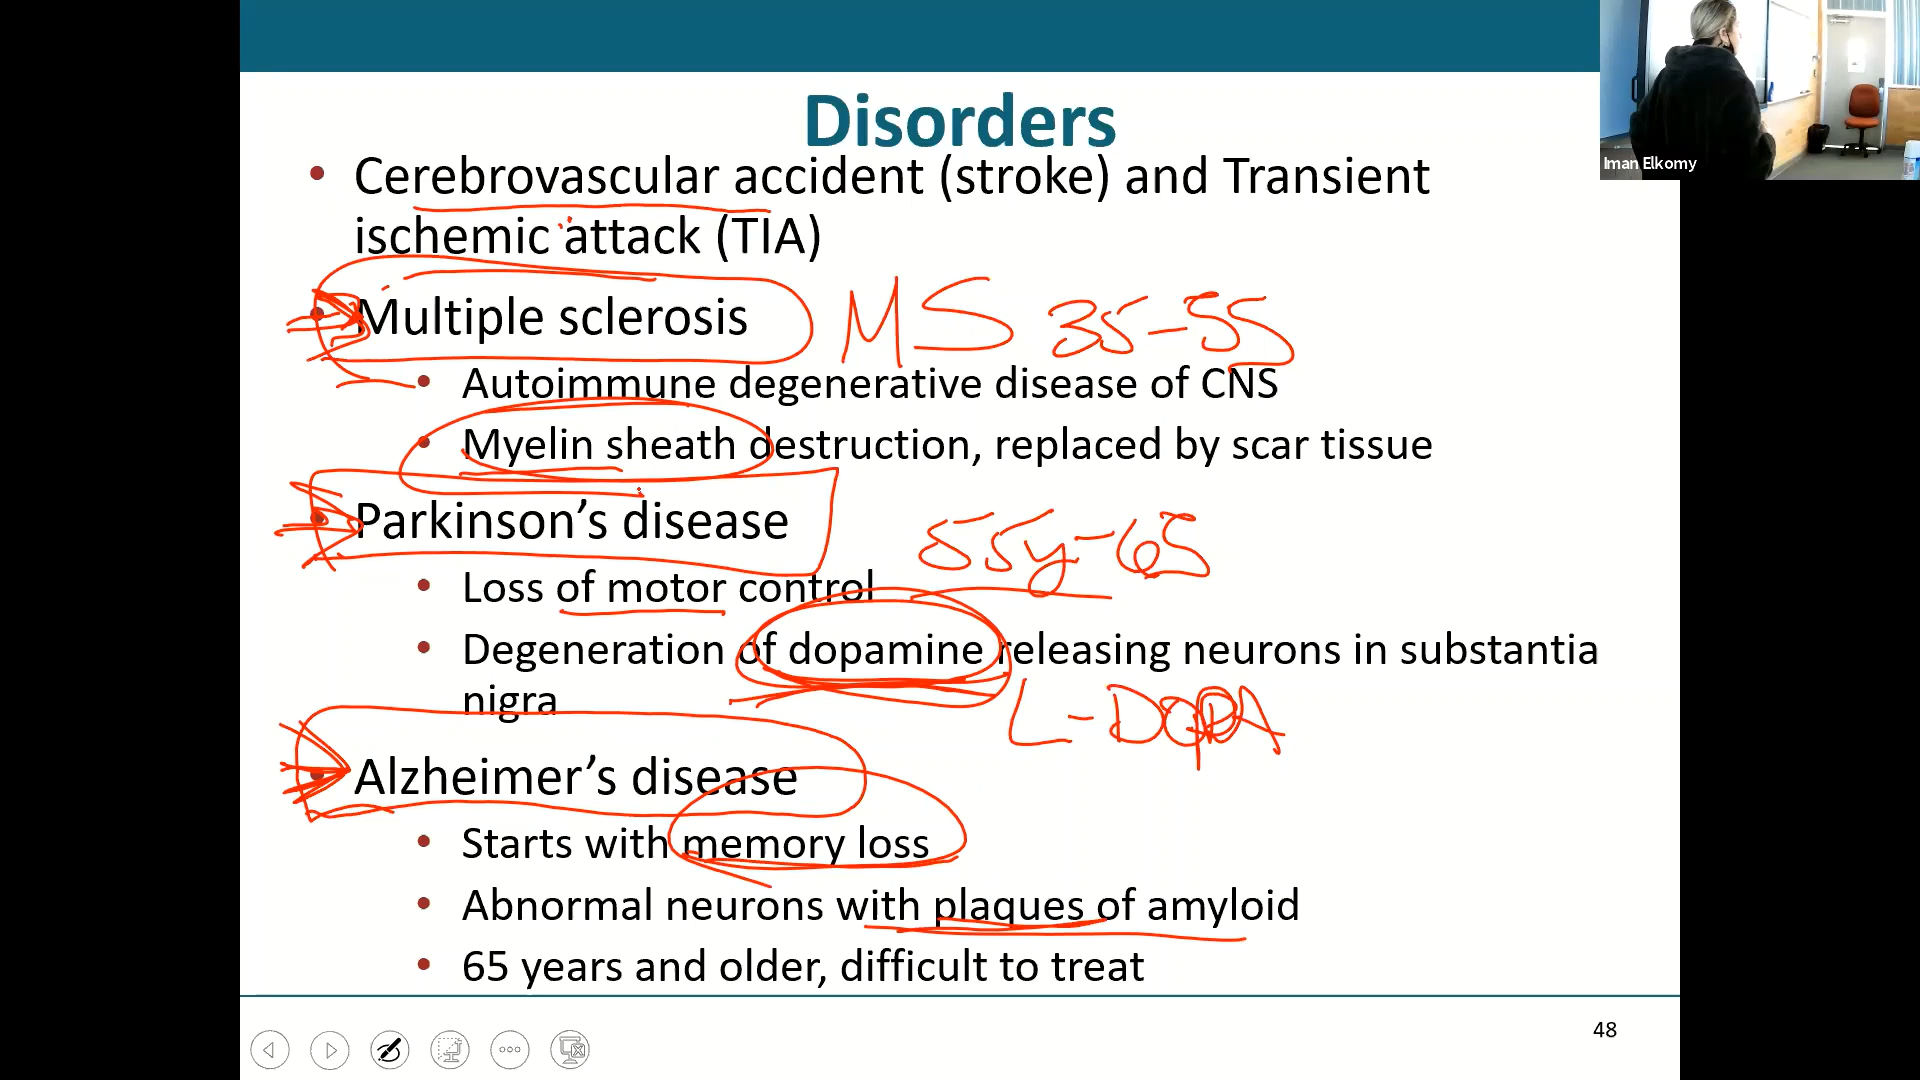 Disorders
Iman Elkomy
• Cerebrovascular accident (stroke) and Transient
ischemic attack (TIA)
• Multiple sclerosis MS 35-55
• Autoimmune degenerative disease of CNS
• Myelin sheath destruction, replaced by scar tissue
• Parkinson’s disease 55y-65
• Loss of motor control
• Degeneration of dopamine releasing neurons in substantia
nigra
L-DOPA
• Alzheimer’s disease
• Starts with memory loss
• Abnormal neurons with plaques of amyloid
• 65 years and older, difficult to treat
48